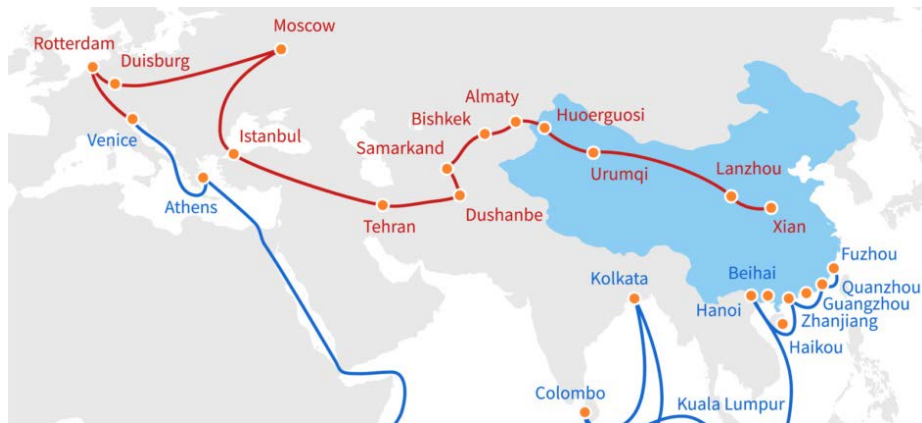 Moscow
Rotterdam
Duisburg
Almaty
Bishkek
Huoerguosi
Venice
Istanbul
Samarkand
Urumqi
Lanzhou
Athens
Tehran
Dushanbe
Xian
Fuzhou
Kolkata
Beihai
Quanzhou
Hanoi
Guangzhou
Zhanjiang
Haikou
Colombo
Kuala Lumpur